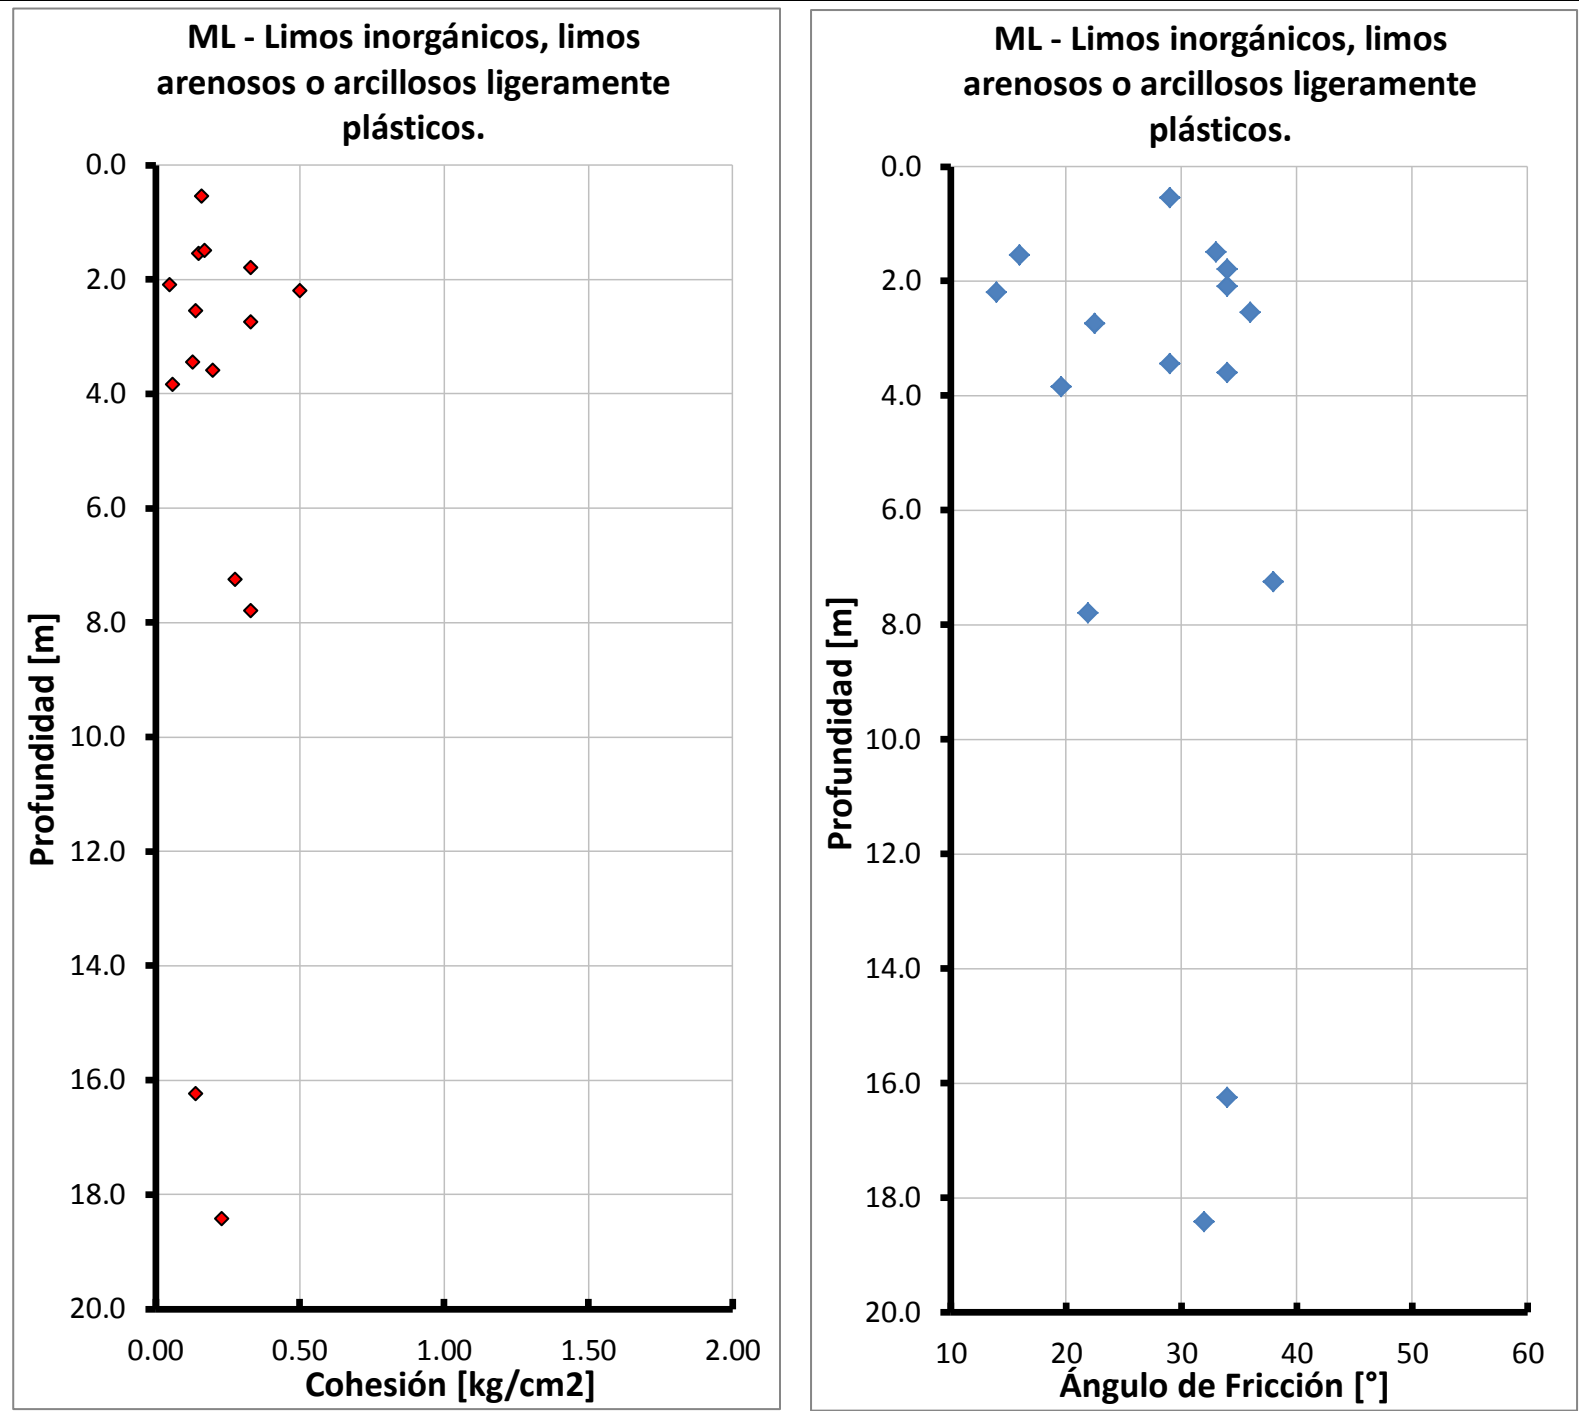 ML - Limos inorgánicos, limos
arenosos o arcillosos ligeramente
plásticos.
0.0
2.0
4.0
6.0
8.0
10.0
12.0
14.0
16.0
18.0
20.0
Profundidad [m]
0.00 0.50 1.00 1.50 2.00
Cohesión [kg/cm2]
ML - Limos inorgánicos, limos
arenosos o arcillosos ligeramente
plásticos.
0.0
2.0
4.0
6.0
8.0
10.0
12.0
14.0
16.0
18.0
20.0
Profundidad [m]
10 20 30 40 50 60
Ángulo de Fricción [°]